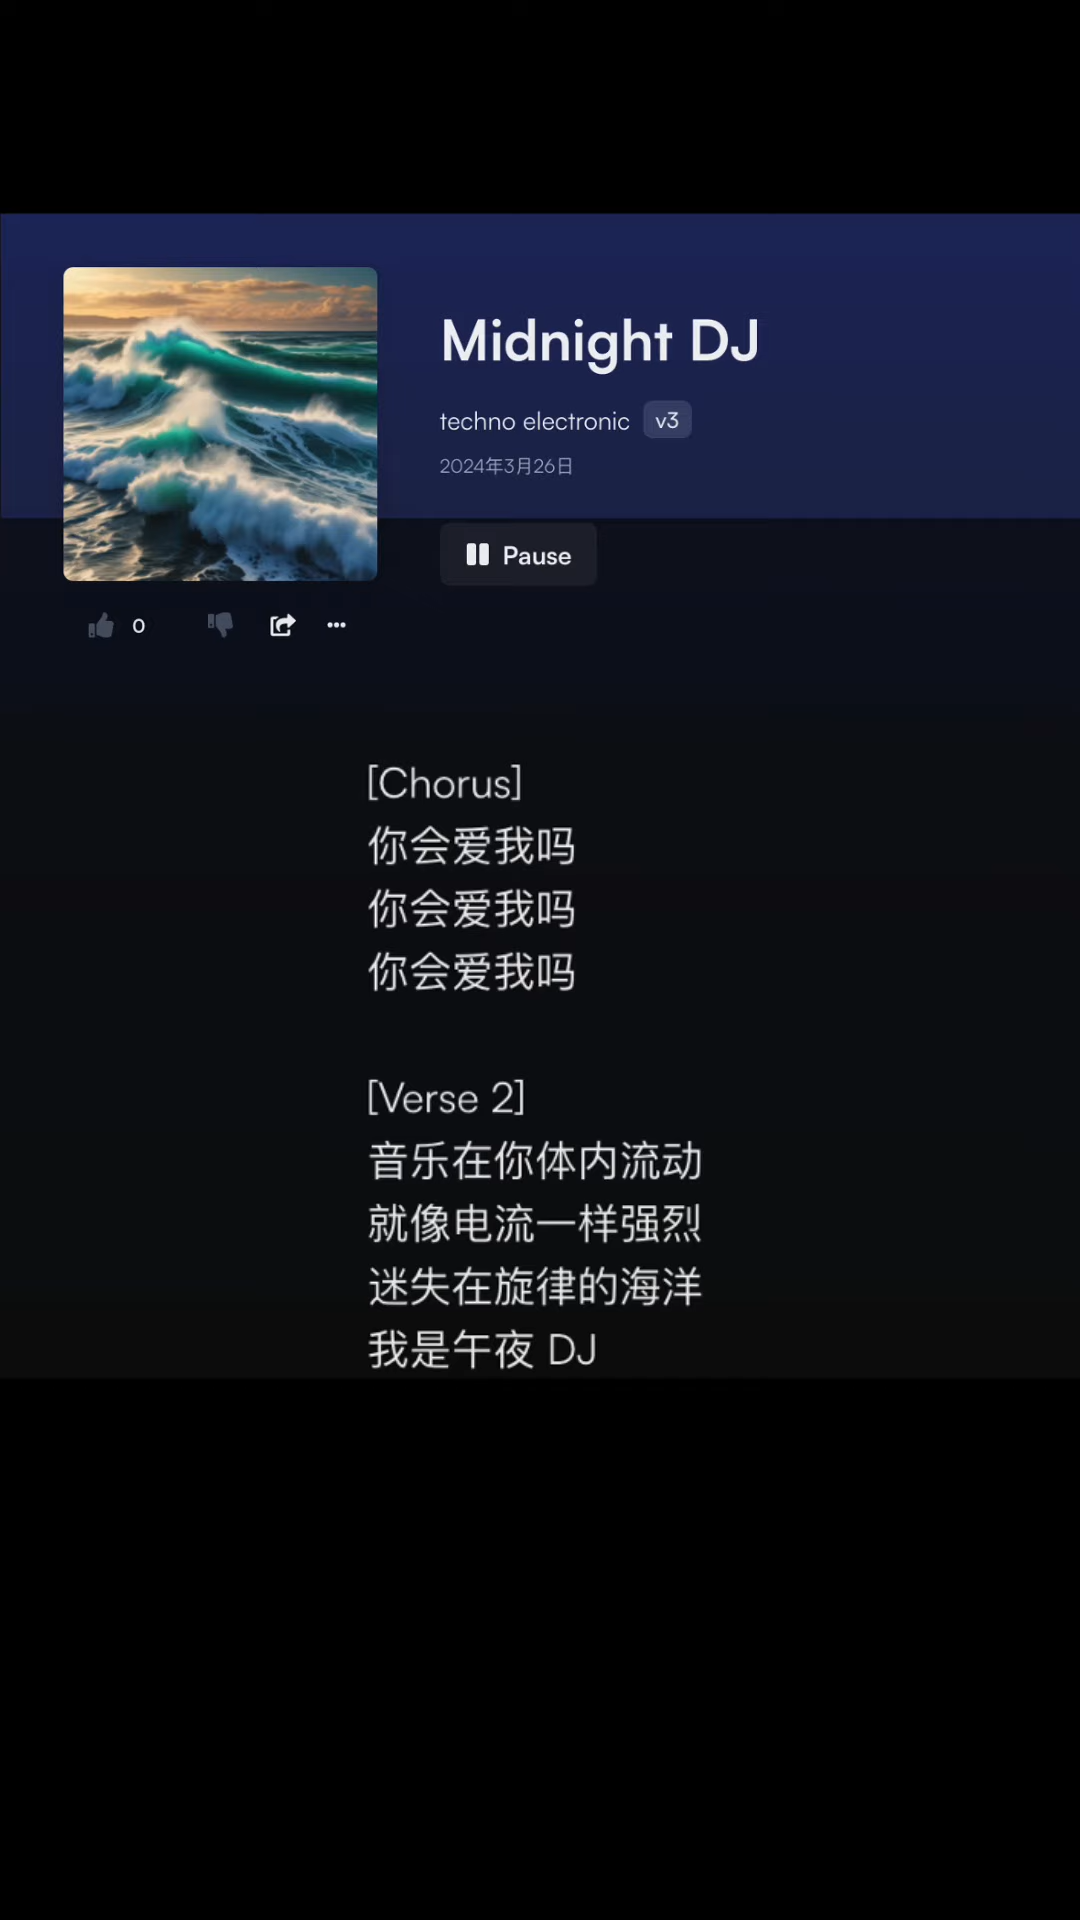 Midnight DJ
techno electronic v3
2024年3月26日
Pause
0
[Chorus]
你会爱我吗
你会爱我吗
你会爱我吗
[Verse 2]
音乐在你体内流动
就像电流一样强烈
迷失在旋律的海洋
我是午夜 DJ